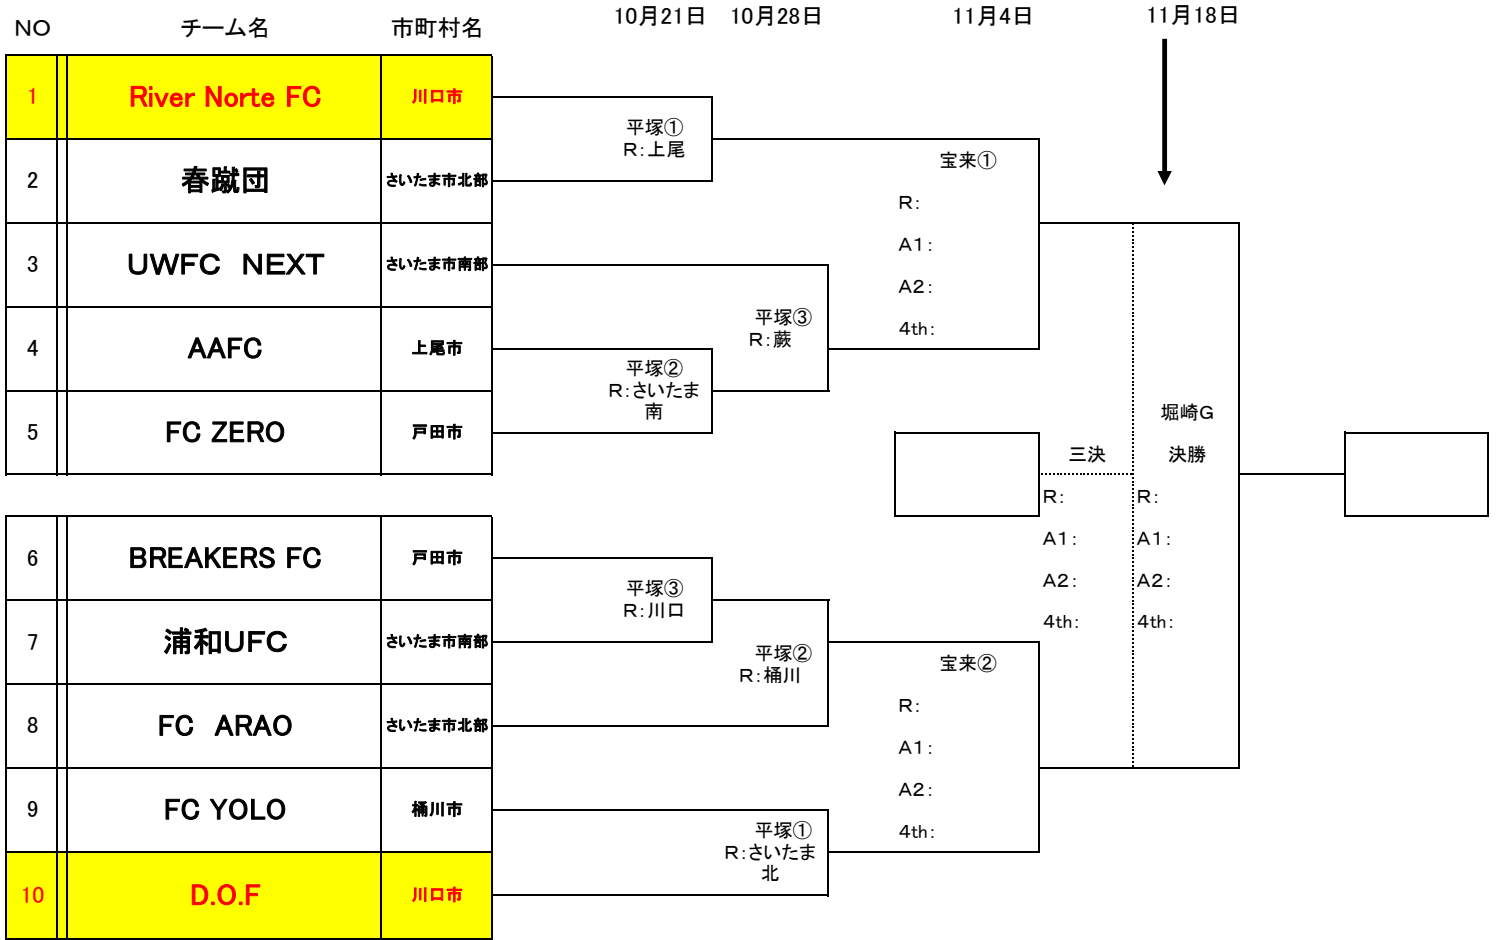 NO チーム名 市町村名 10月21日 10月28日 11月4日 11月18日
1 River Norte FC 川口市
2 春蹴団 さいたま市北部
3 UWFC NEXT さいたま市南部
4 AAFC 上尾市
5 FC ZERO 戸田市
6 BREAKERS FC 戸田市
7 浦和UFC さいたま市南部
8 FC ARAO さいたま市北部
9 FC YOLO 桶川市
10 D.O.F 川口市
平塚①
R:上尾
平塚②
R:さいたま
南
平塚③
R:川口
平塚③
R:蕨
平塚②
R:桶川
平塚①
R:さいたま
北
宝来①
R:
A1:
A2:
4th:
宝来②
R:
A1:
A2:
4th:
三決
R:
A1:
A2:
4th:
堀崎G
決勝
R:
A1:
A2:
4th: